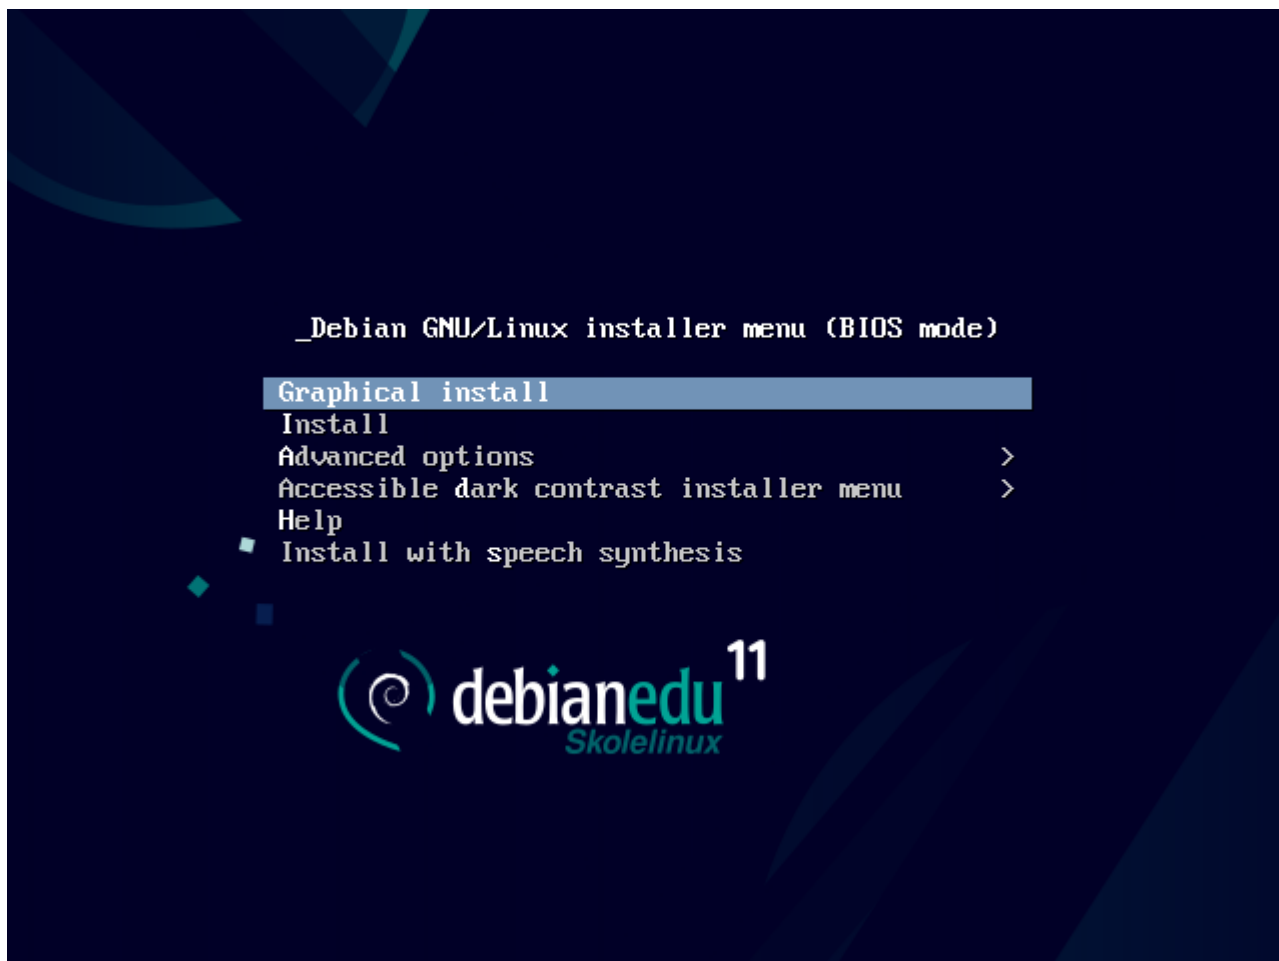 _Debian GNU/Linux installer menu (BIOS mode)
Graphical install
Install
Advanced options >
Accessible dark contrast installer menu >
Help
Install with speech synthesis
debianedu 11
Skolelinux